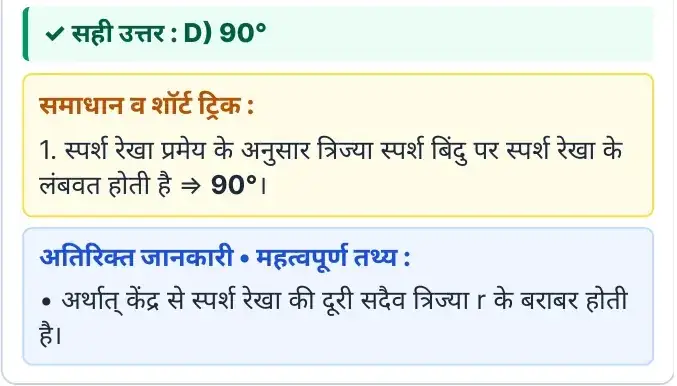 ✓ सही उत्तर : D) 90°
समाधान व शॉर्ट ट्रिक :
1. स्पर्श रेखा प्रमेय के अनुसार त्रिज्या स्पर्श बिंदु पर स्पर्श रेखा के
लंबवत होती है ⇒ 90°।
अतिरिक्त जानकारी • महत्वपूर्ण तथ्य :
• अर्थात् केंद्र से स्पर्श रेखा की दूरी सदैव त्रिज्या r के बराबर होती
है।